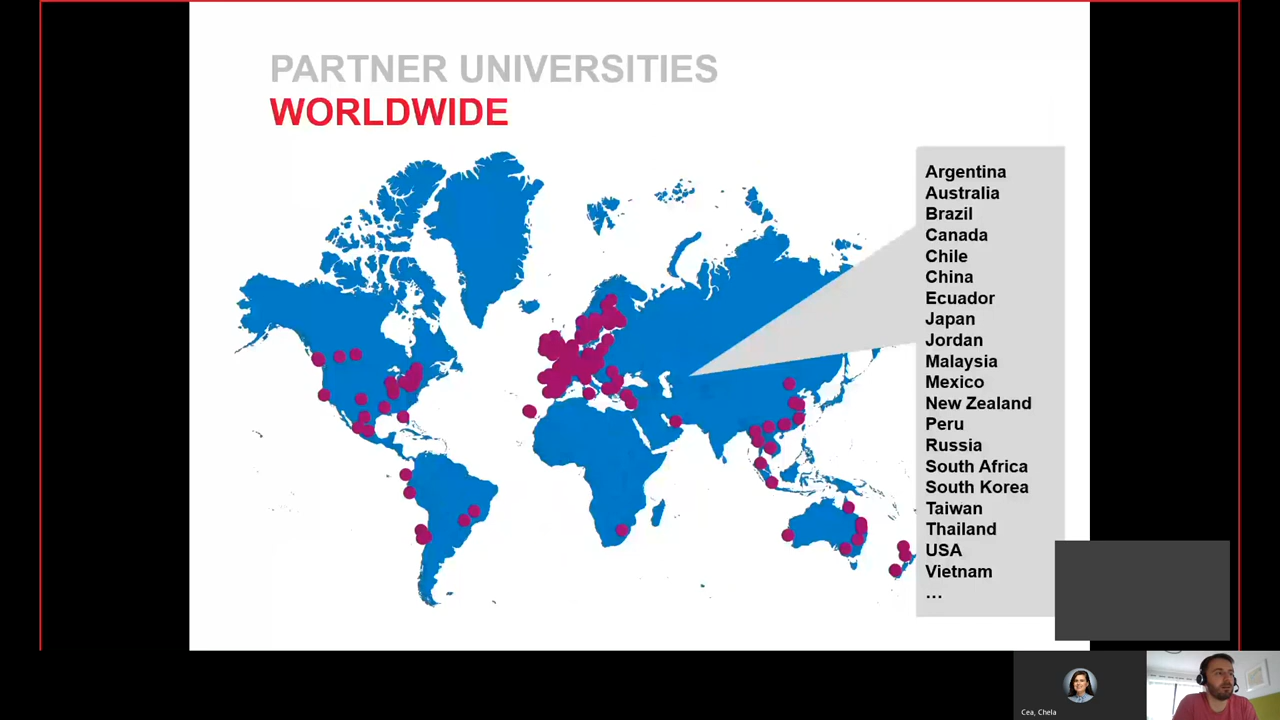 PARTNER UNIVERSITIES
WORLDWIDE
Argentina
Australia
Brazil
Canada
Chile
China
Ecuador
Japan
Jordan
Malaysia
Mexico
New Zealand
Peru
Russia
South Africa
South Korea
Taiwan
Thailand
USA
Vietnam
...
Cea, Chela